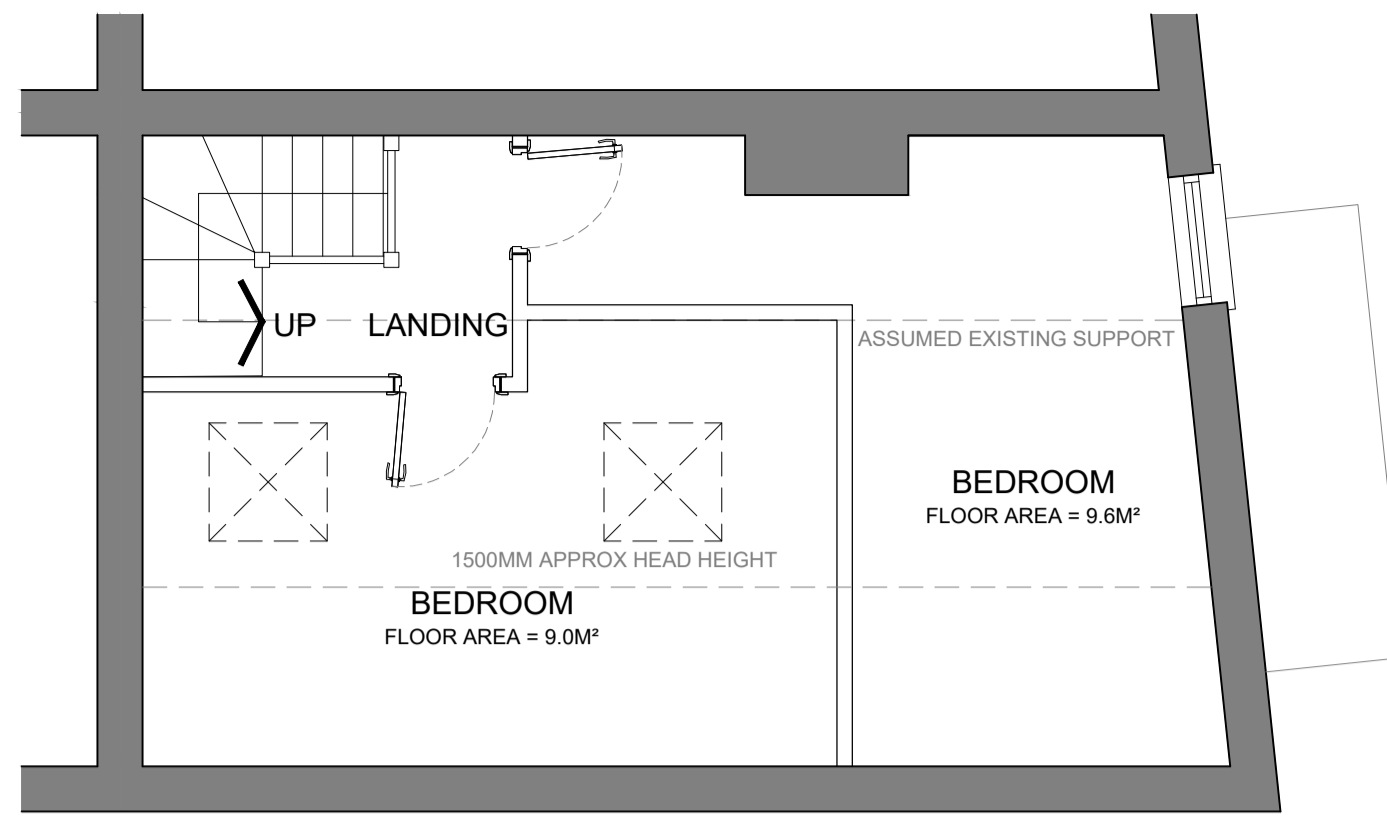 UP
LANDING
ASSUMED EXISTING SUPPORT
BEDROOM
FLOOR AREA = 9.6M²
1500MM APPROX HEAD HEIGHT
BEDROOM
FLOOR AREA = 9.0M²